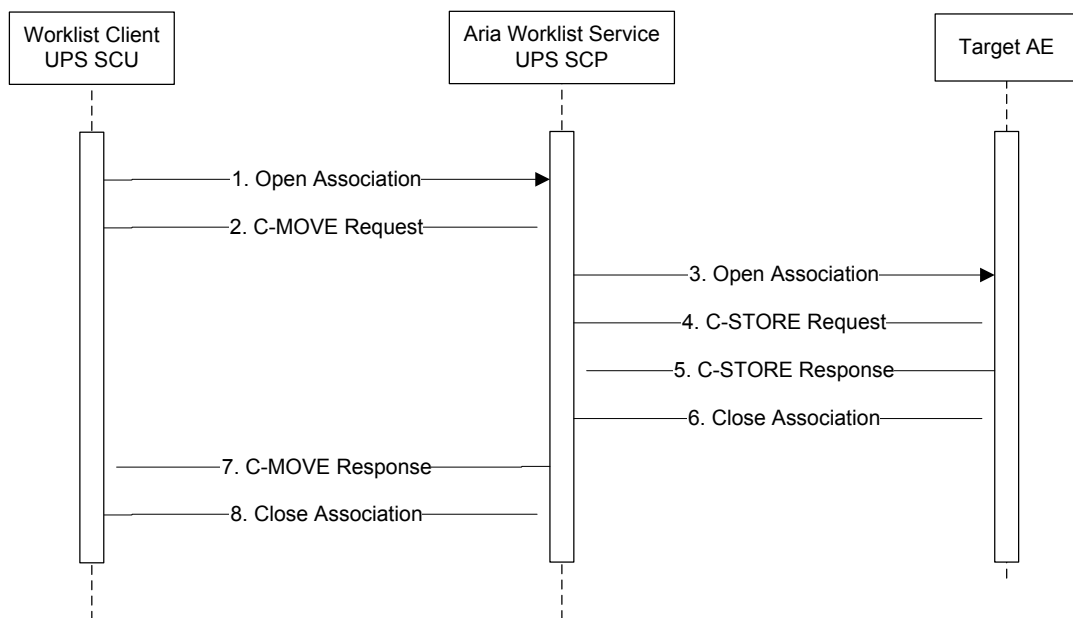 Worklist Client
UPS SCU
Aria Worklist Service
UPS SCP
Target AE
1. Open Association
2. C-MOVE Request
3. Open Association
4. C-STORE Request
5. C-STORE Response
6. Close Association
7. C-MOVE Response
8. Close Association